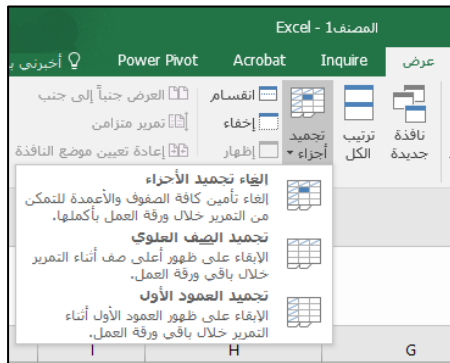 المصنف1 - Excel
عرض Inquire Acrobat Power Pivot أخبرني
نافذة جديدة
ترتيب الكل
تجميد أجزاء
انقسام
إخفاء
إظهار
العرض جنباً إلى جنب
تمرير متزامن
إعادة تعيين موضع النافذة
إلغاء تجميد الأجزاء
إلغاء تأمين كافة الصفوف والأعمدة للتمكن
من التمرير خلال ورقة العمل بأكملها.
تجميد الصف العلوي
الإبقاء على ظهور أعلى صف أثناء التمرير
خلال باقي ورقة العمل.
تجميد العمود الأول
الإبقاء على ظهور العمود الأول أثناء
التمرير خلال باقي ورقة العمل.
G H I